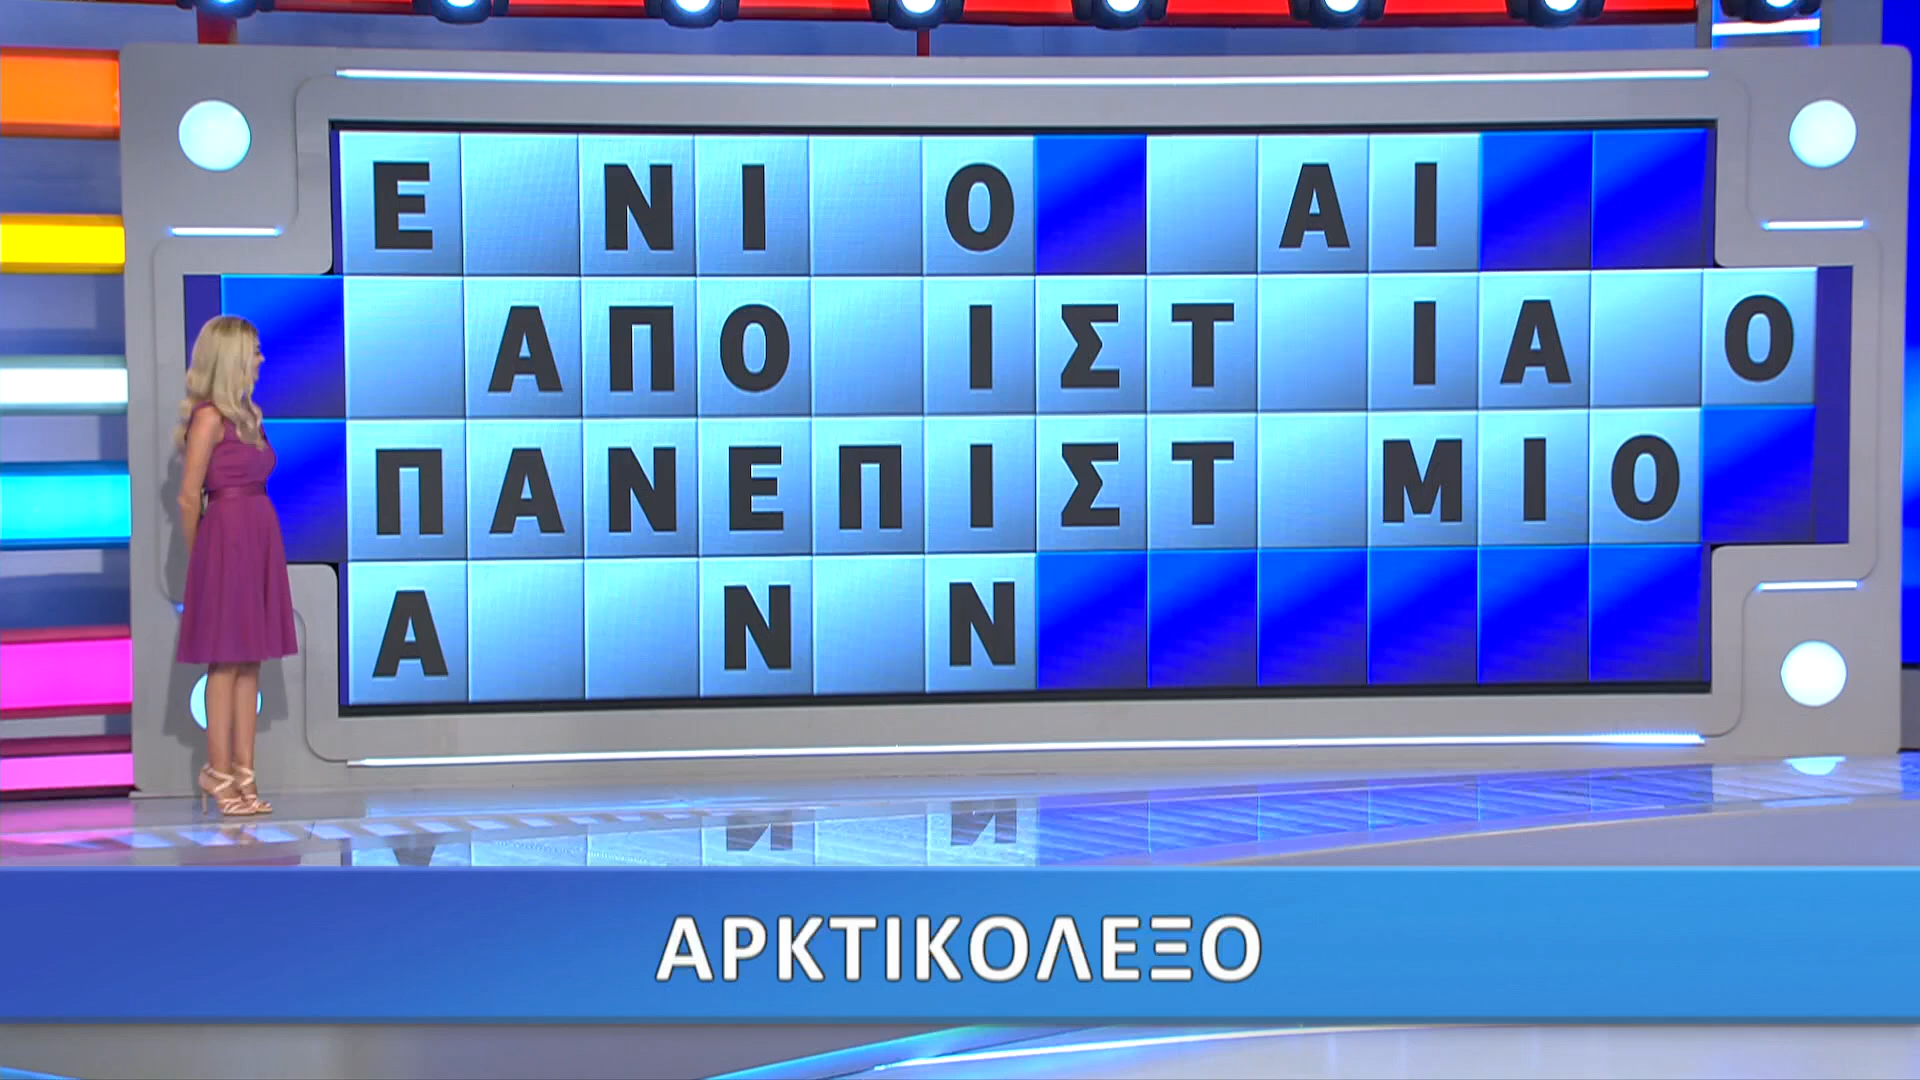 Ε ΝΙ Ο ΑΙ
ΑΠΟ ΙΣΤ ΙΑ Ο
ΠΑΝΕΠΙΣΤ ΜΙΟ
Α Ν Ν
ΑΡΚΤΙΚΟΛΕΞΟ